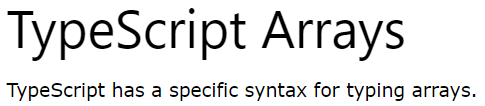 TypeScript Arrays
TypeScript has a specific syntax for typing arrays.